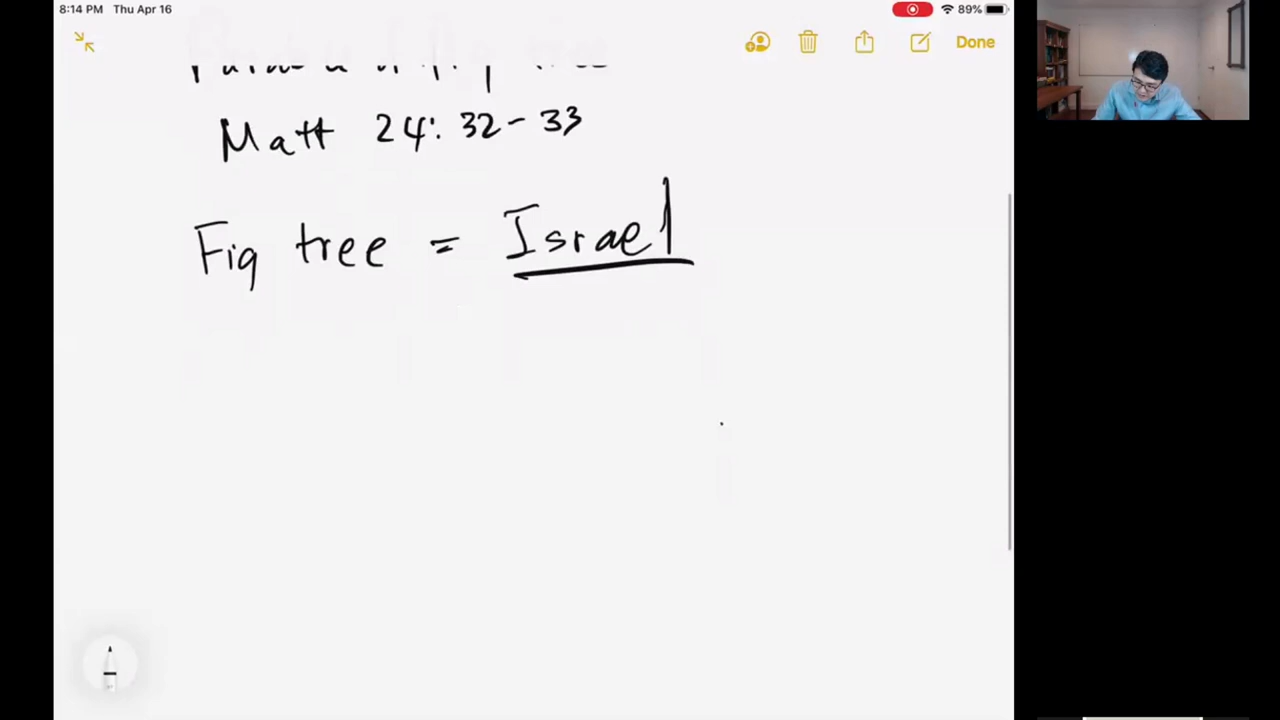 8:14 PM Thu Apr 16
89%
Done
Matt 24: 32-33
Fig tree = Israel